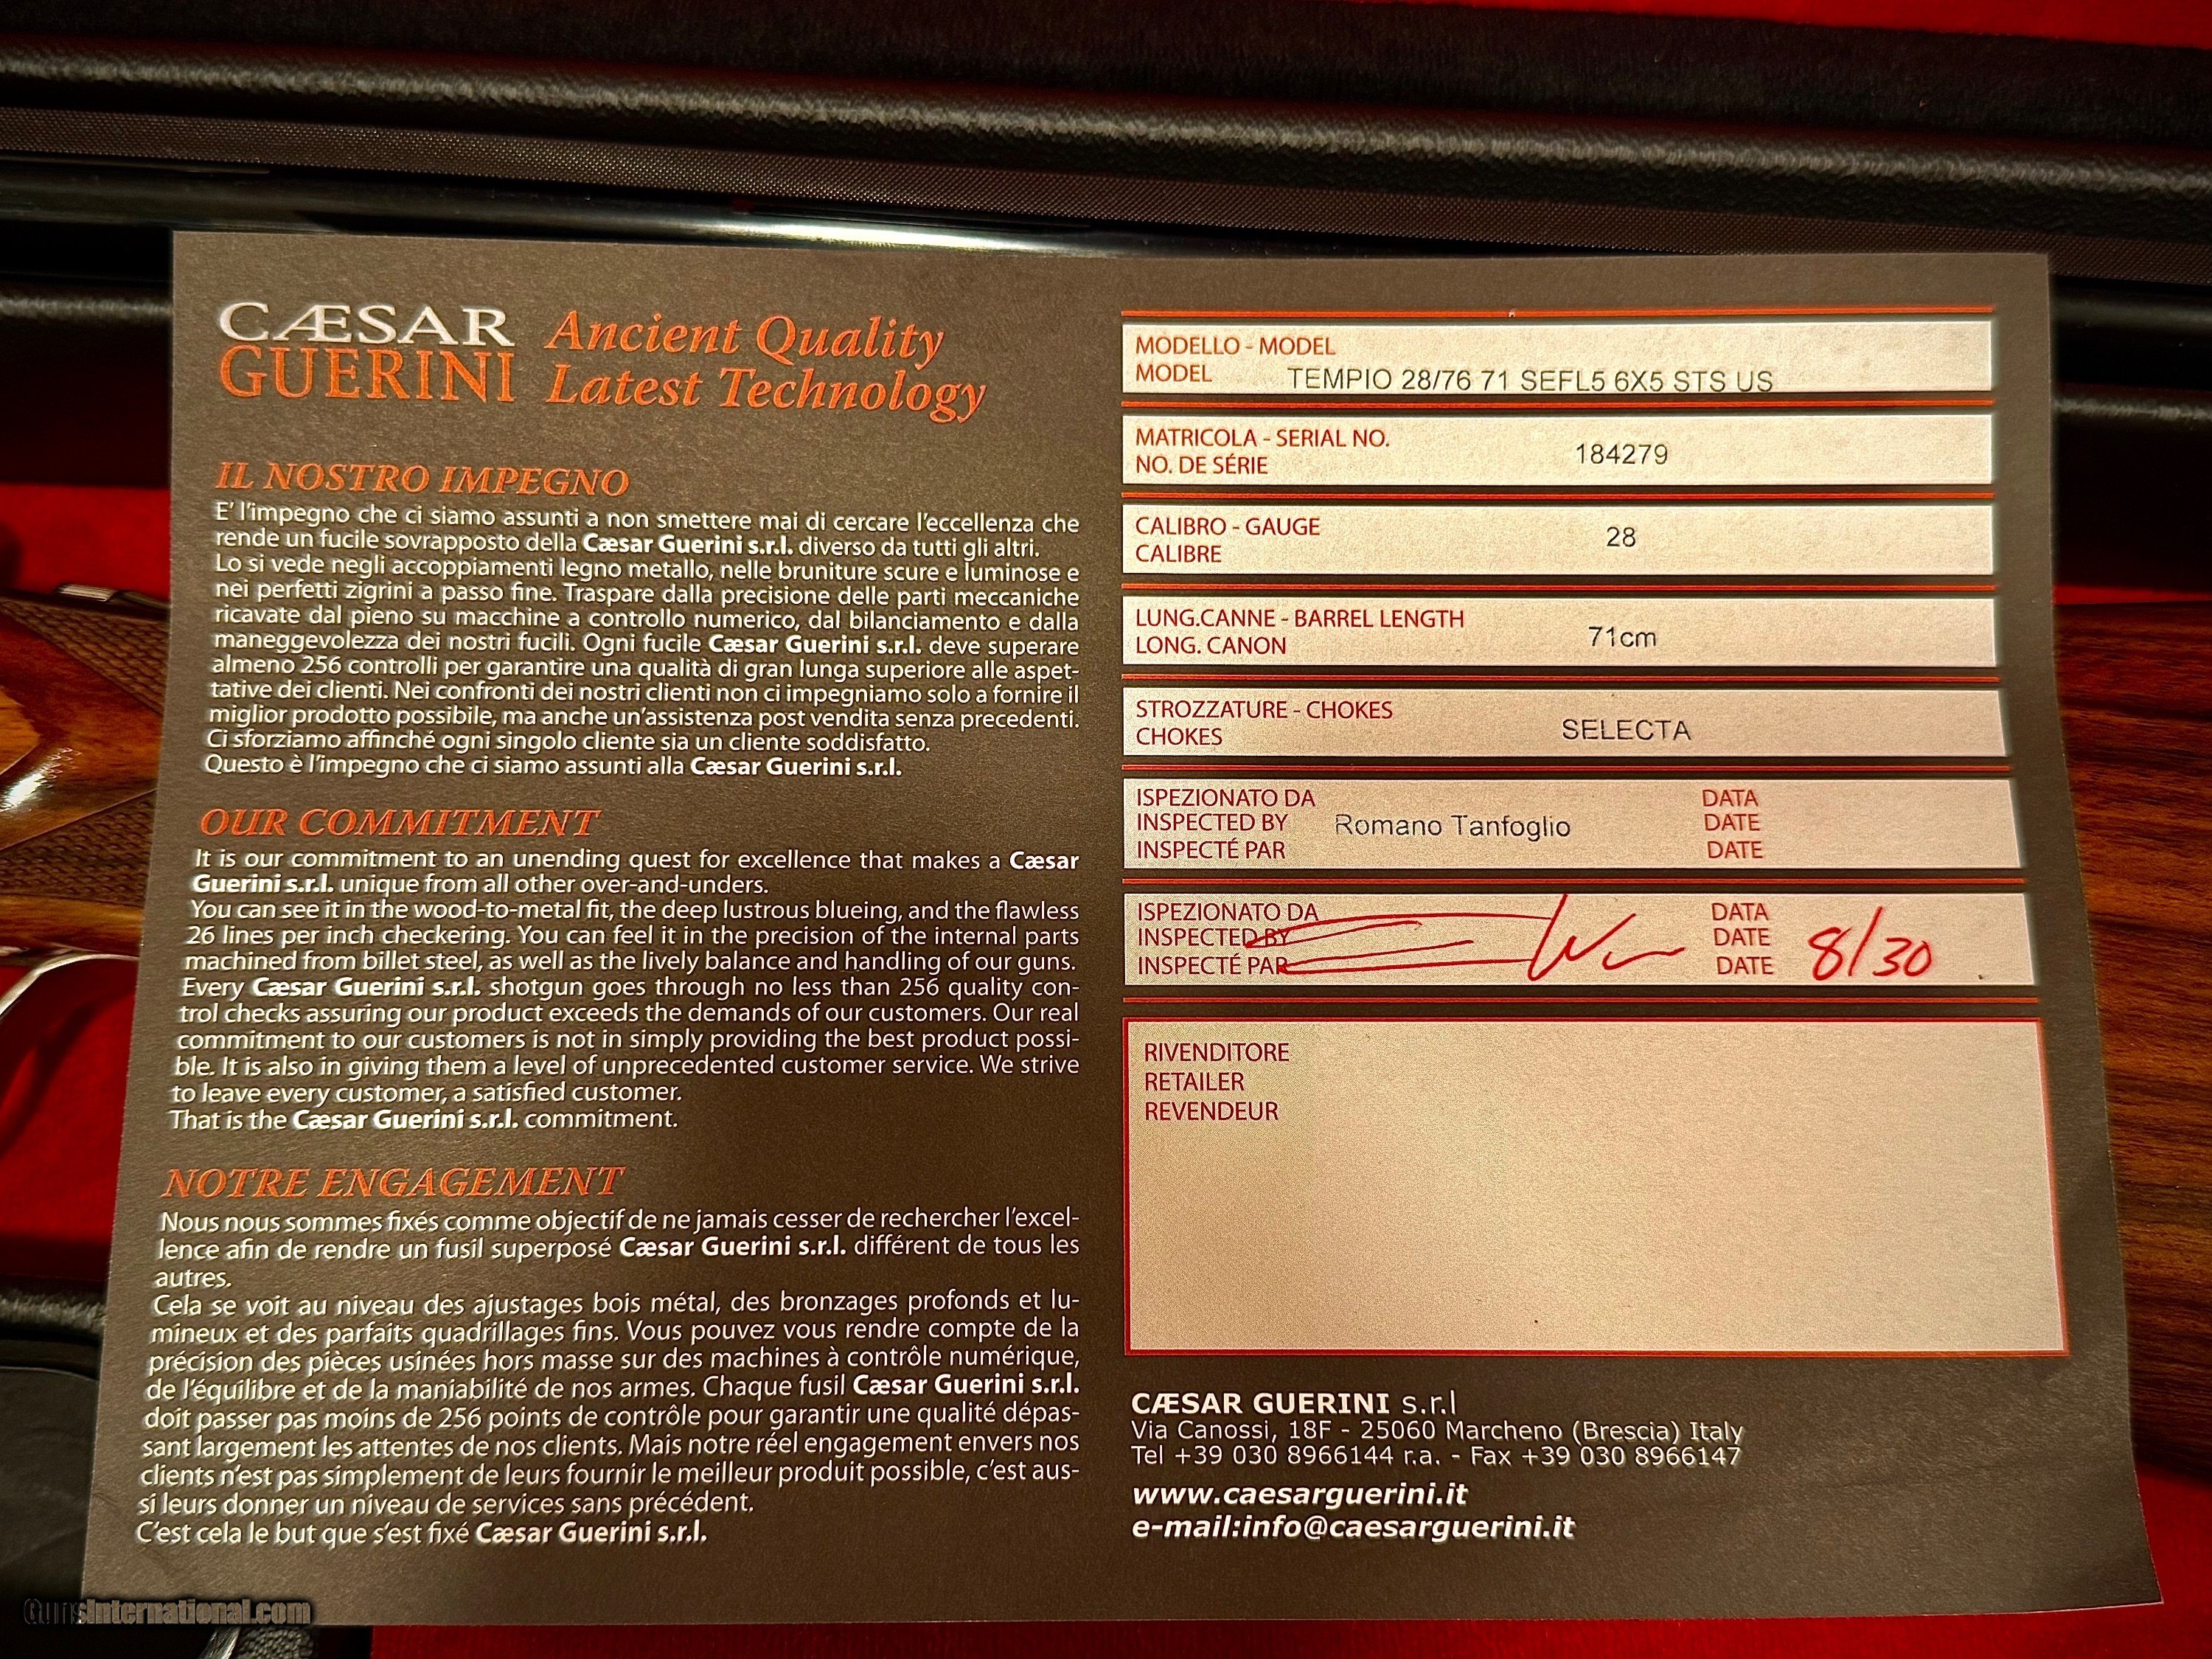 CÆSAR
GUERINI
Ancient Quality
Latest Technology
IL NOSTRO IMPEGNO
E' l'impegno che ci siamo assunti a non smettere mai di cercare l'eccellenza che
rende un fucile sovrapposto della Cæsar Guerini s.r.l. diverso da tutti gli altri.
Lo si vede negli accoppiamenti legno metallo, nelle bruniture scure e luminose e
nei perfetti zigrini a passo fine. Traspare dalla precisione delle parti meccaniche
ricavate dal pieno su macchine a controllo numerico, dal bilanciamento e dalla
maneggevolezza dei nostri fucili. Ogni fucile Cæsar Guerini s.r.l. deve superare
almeno 256 controlli per garantire una qualità di gran lunga superiore alle aspet-
tative dei clienti. Nei confronti dei nostri clienti non ci impegniamo solo a fornire il
miglior prodotto possibile, ma anche un'assistenza post vendita senza precedenti.
Ci sforziamo affinché ogni singolo cliente sia un cliente soddisfatto.
Questo è l'impegno che ci siamo assunti alla Cæsar Guerini s.r.l.
OUR COMMITMENT
It is our commitment to an unending quest for excellence that makes a Cæsar
Guerini s.r.l. unique from all other over-and-unders.
You can see it in the wood-to-metal fit, the deep lustrous blueing, and the flawless
26 lines per inch checkering. You can feel it in the precision of the internal parts
machined from billet steel, as well as the lively balance and handling of our guns.
Every Cæsar Guerini s.r.l. shotgun goes through no less than 256 quality con-
trol checks assuring our product exceeds the demands of our customers. Our real
commitment to our customers is not in simply providing the best product possi-
ble. It is also in giving them a level of unprecedented customer service. We strive
to leave every customer, a satisfied customer.
That is the Cæsar Guerini s.r.l. commitment.
NOTRE ENGAGEMENT
Nous nous sommes fixés comme objectif de ne jamais cesser de rechercher l'excel-
lence afin de rendre un fusil superposé Cæsar Guerini s.r.l. différent de tous les
autres.
Cela se voit au niveau des ajustages bois métal, des bronzages profonds et lu-
mineux et des parfaits quadrillages fins. Vous pouvez vous rendre compte de la
précision des pièces usinées hors masse sur des machines à contrôle numérique,
de l'équilibre et de la maniabilité de nos armes. Chaque fusil Cæsar Guerini s.r.l.
doit passer pas moins de 256 points de contrôle pour garantir une qualité dépas-
sant largement les attentes de nos clients. Mais notre réel engagement envers nos
clients n'est pas simplement de leurs fournir le meilleur produit possible, c'est aus-
si leurs donner un niveau de services sans précédent.
C'est cela le but que s'est fixé Cæsar Guerini s.r.l.
MODELLO - MODEL
MODEL TEMPIO 28/76 71 SEFL5 6X5 STS US
MATRICOLA - SERIAL NO.
NO. DE SÉRIE 184279
CALIBRO - GAUGE
CALIBRE 28
LUNG.CANNE - BARREL LENGTH
LONG. CANON 71cm
STROZZATURE - CHOKES
CHOKES SELECTA
ISPEZIONATO DA DATA
INSPECTED BY Romano Tanfoglio DATE
INSPECTÉ PAR DATE
ISPEZIONATO DA DATA
INSPECTED BY DATE 8/30
INSPECTÉ PAR DATE
RIVENDITORE
RETAILER
REVENDEUR
CÆSAR GUERINI s.r.l
Via Canossi, 18F - 25060 Marcheno (Brescia) Italy
Tel +39 030 8966144 r.a. - Fax +39 030 8966147
www.caesarguerini.it
e-mail:info@caesarguerini.it
GunsInternational.com